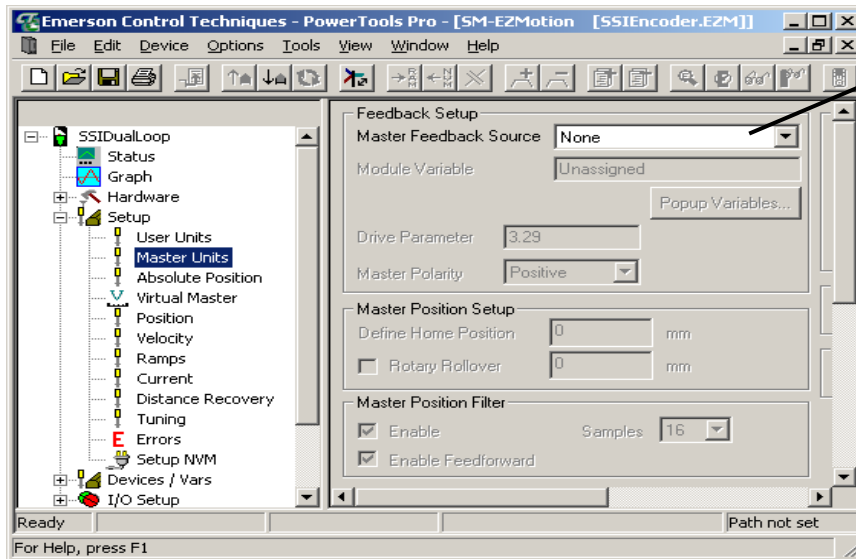 Emerson Control Techniques - PowerTools Pro - [SM-EZMotion [SSIEncoder.EZM]]
File Edit Device Options Tools View Window Help
SSIDualLoop
Status
Graph
Hardware
Setup
User Units
Master Units
Absolute Position
Virtual Master
Position
Velocity
Ramps
Current
Distance Recovery
Tuning
E Errors
Setup NVM
Devices / Vars
I/O Setup
Feedback Setup
Master Feedback Source None
Module Variable Unassigned
Popup Variables...
Drive Parameter 3.29
Master Polarity Positive
Master Position Setup
Define Home Position 0 mm
Rotary Rollover 0 mm
Master Position Filter
Enable Samples 16
Enable Feedforward
Ready Path not set
For Help, press F1